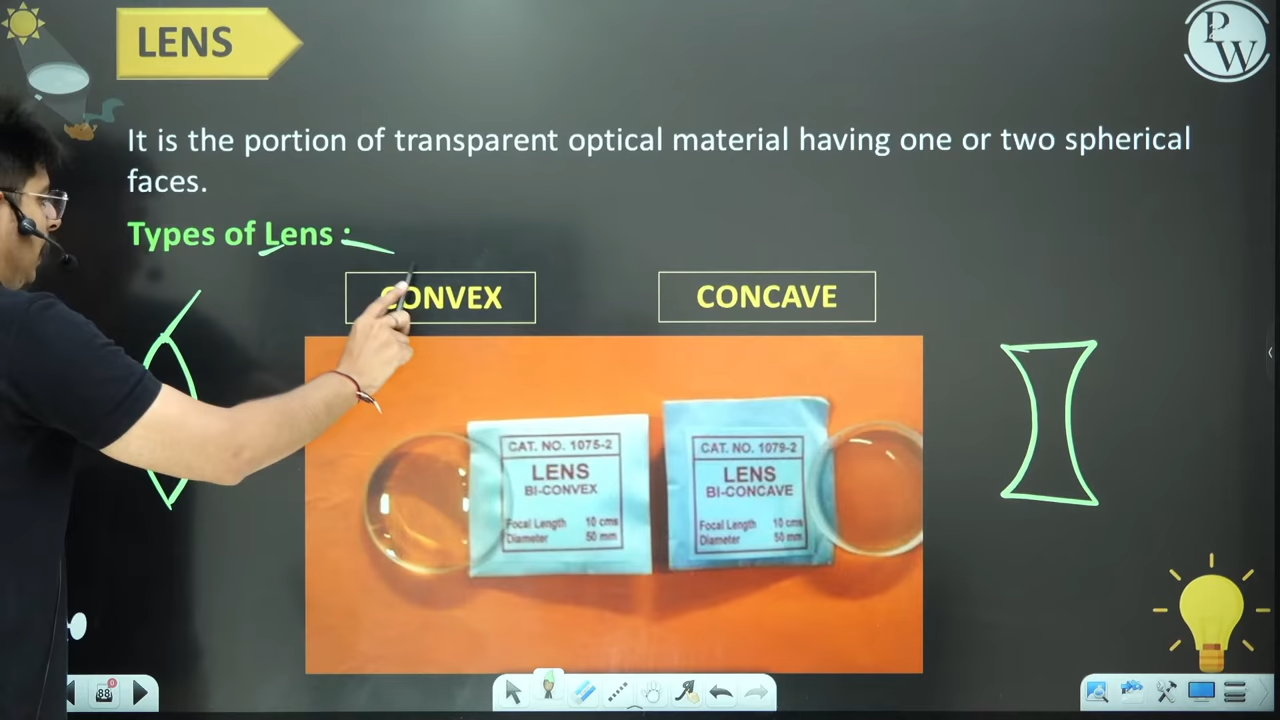 LENS
PW
It is the portion of transparent optical material having one or two spherical
faces.
Types of Lens :
CONVEX
CONCAVE
CAT. NO. 1075-2
LENS
BI-CONVEX
Focal Length 10 cms
Diameter 50 mm
CAT. NO. 1079-2
LENS
BI-CONCAVE
Focal Length 10 cms
Diameter 50 mm
88